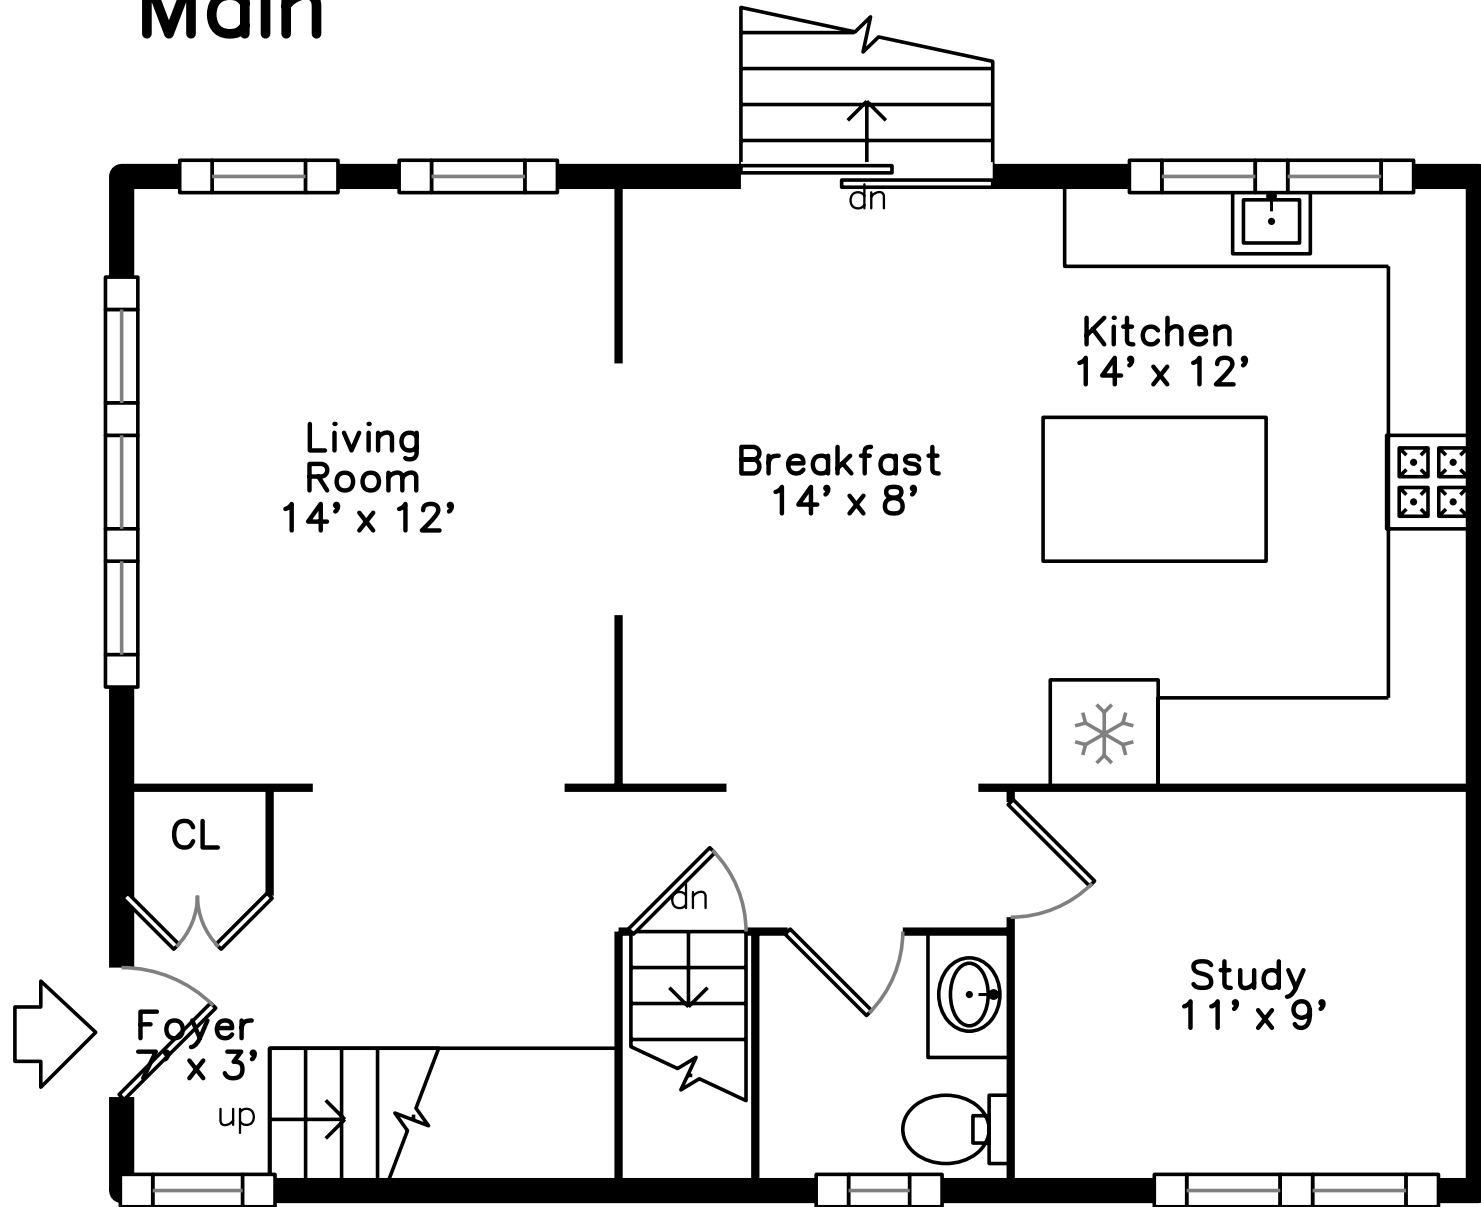 Main
dn
Kitchen
14' x 12'
Living
Room
14' x 12'
Breakfast
14' x 8'
CL
dn
Study
11' x 9'
Foyer
7' x 3'
up